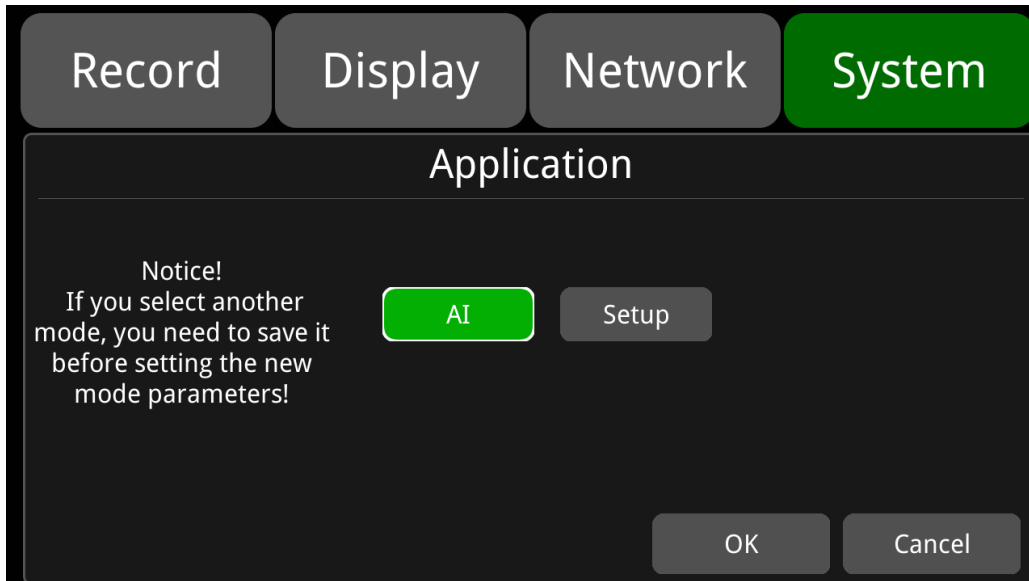 Record Display Network System
Application
Notice!
If you select another
mode, you need to save it
before setting the new
mode parameters!
AI Setup
OK Cancel